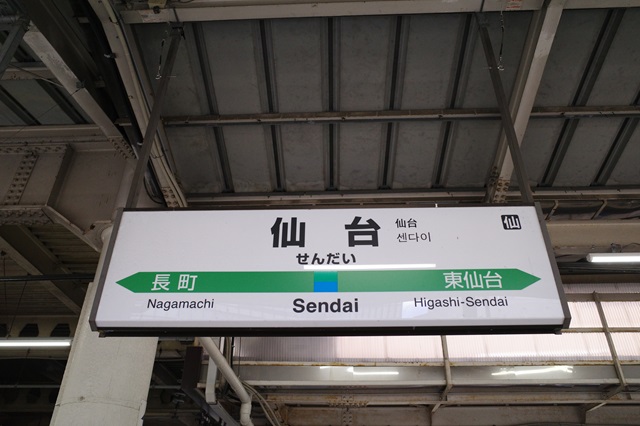 仙台
仙台
센다이
仙
せんだい
長町
東仙台
Nagamachi
Sendai
Higashi-Sendai